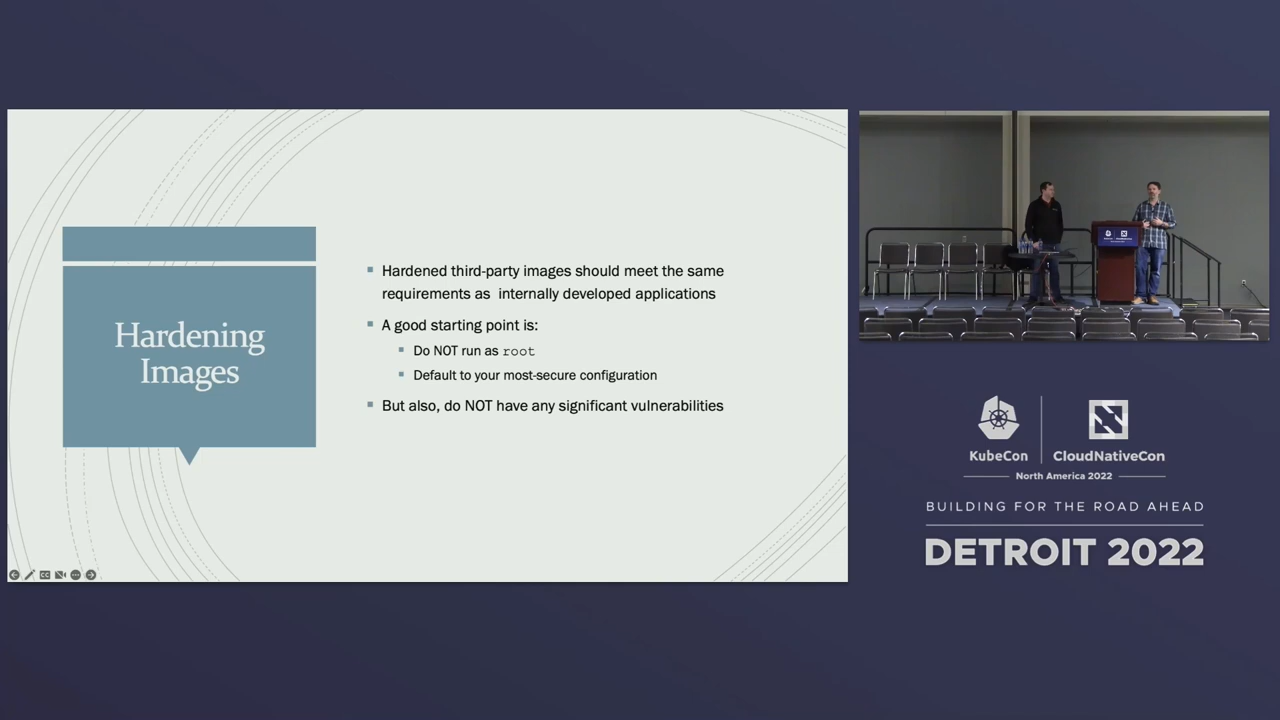 Hardening
Images
Hardened third-party images should meet the same
requirements as internally developed applications
A good starting point is:
Do NOT run as root
Default to your most-secure configuration
But also, do NOT have any significant vulnerabilities
CC
KubeCon
CloudNativeCon
North America 2022
BUILDING FOR THE ROAD AHEAD
DETROIT 2022